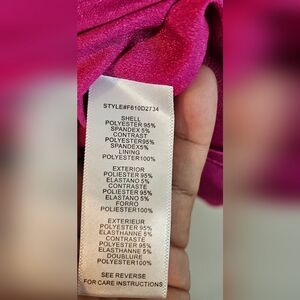 STYLE#F610D2734
SHELL
POLYESTER 95%
SPANDEX 5%
CONTRAST
POLYESTER 95%
SPANDEX5%
LINING
POLYESTER100%
EXTERIOR
POLIESTER 95%
ELASTANO 5%
CONTRASTE
POLIESTER95%
ELASTANO 5%
FORRO
POLIESTER100%
EXTERIEUR
POLYESTER 95%
ELASTHANNE 5%
CONTRASTE
POLYESTER 95%
ELASTHANNE 5%
DOUBLURE
POLYESTER100%
SEE REVERSE
FOR CARE INSTRUCTIONS